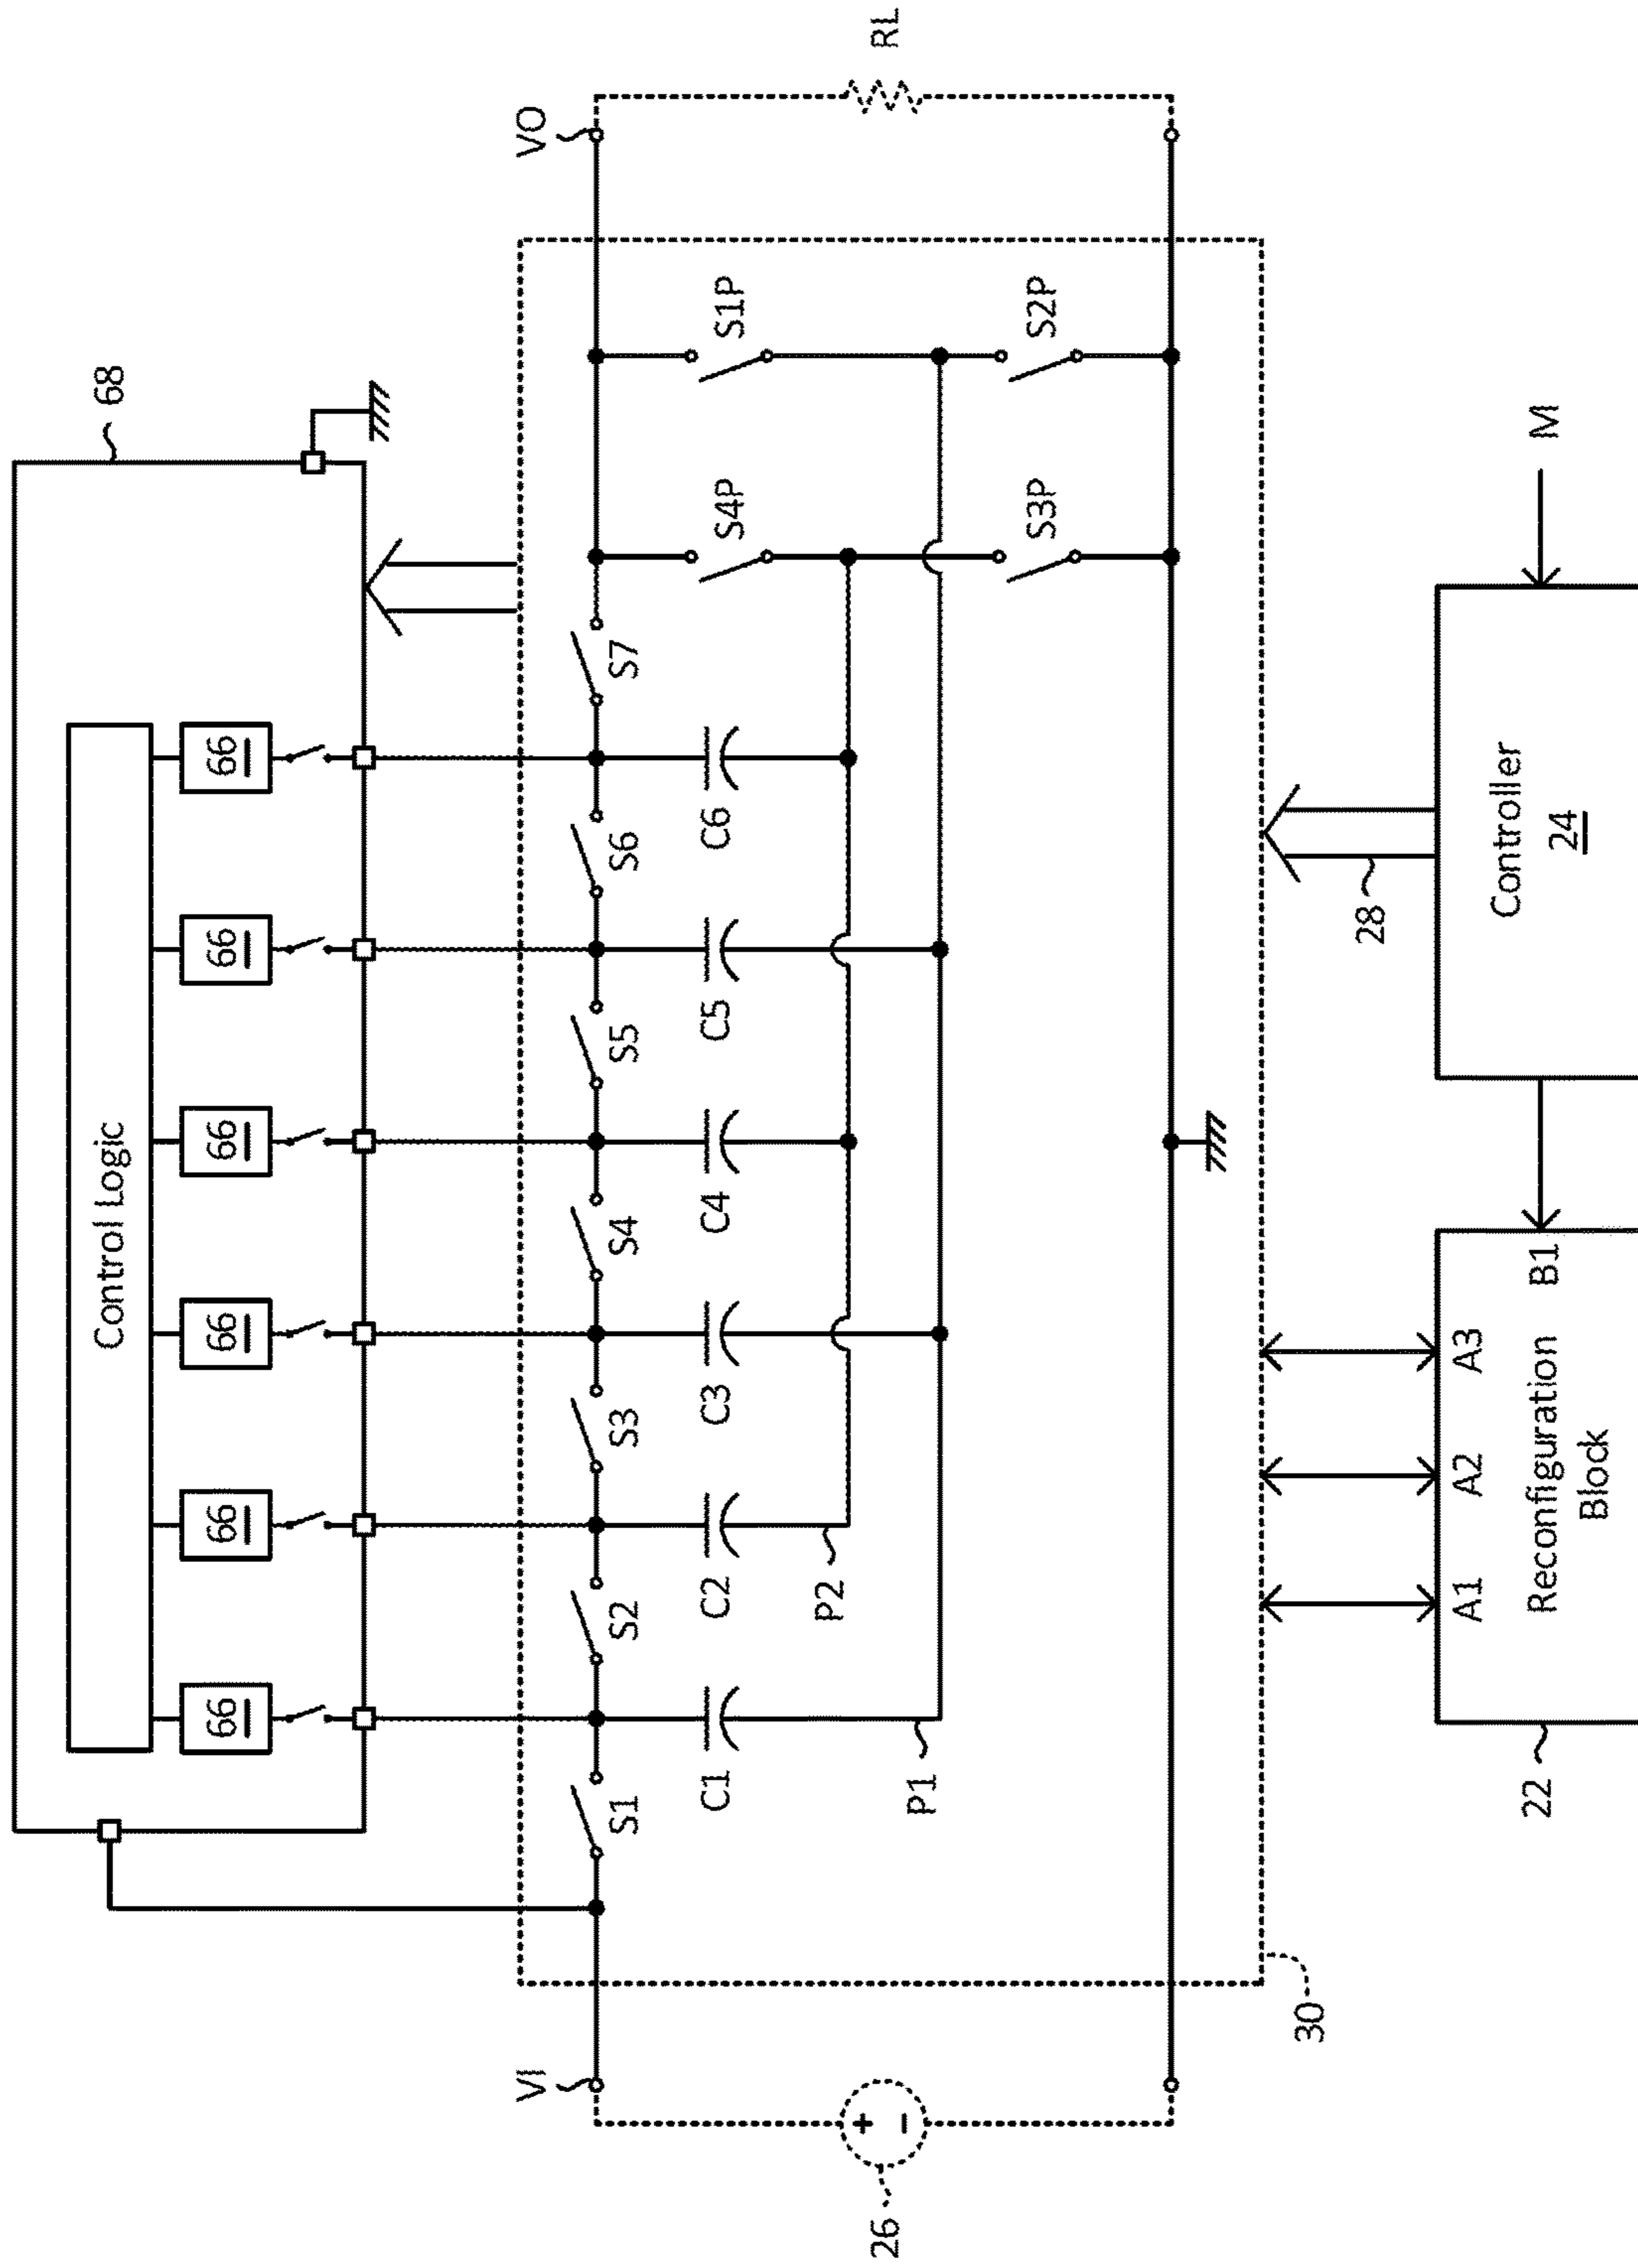 68
Control Logic
66
66
66
66
66
66
VI
VO
S1
S2
S3
S4
S5
S6
S7
C1
C2
C3
C4
C5
C6
S4P
S1P
P2
P1
S3P
S2P
26
RL
30
28
22
A1
A2
A3
B1
Reconfiguration
Block
Controller
24
M